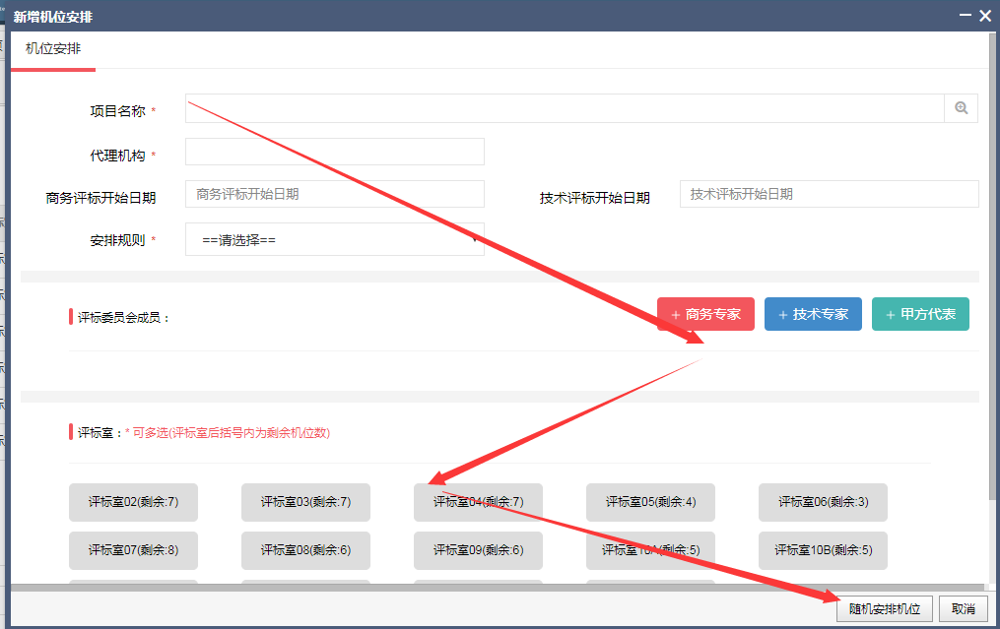 新增机位安排
机位安排
项目名称 *
代理机构 *
商务评标开始日期 商务评标开始日期 技术评标开始日期 技术评标开始日期
安排规则 * ==请选择==
评标委员会成员： + 商务专家 + 技术专家 + 甲方代表
评标室：* 可多选(评标室后括号内为剩余机位数)
评标室02(剩余:7) 评标室03(剩余:7) 评标室04(剩余:7) 评标室05(剩余:4) 评标室06(剩余:3)
评标室07(剩余:8) 评标室08(剩余:6) 评标室09(剩余:6) 评标室10A(剩余:5) 评标室10B(剩余:5)
随机安排机位 取消